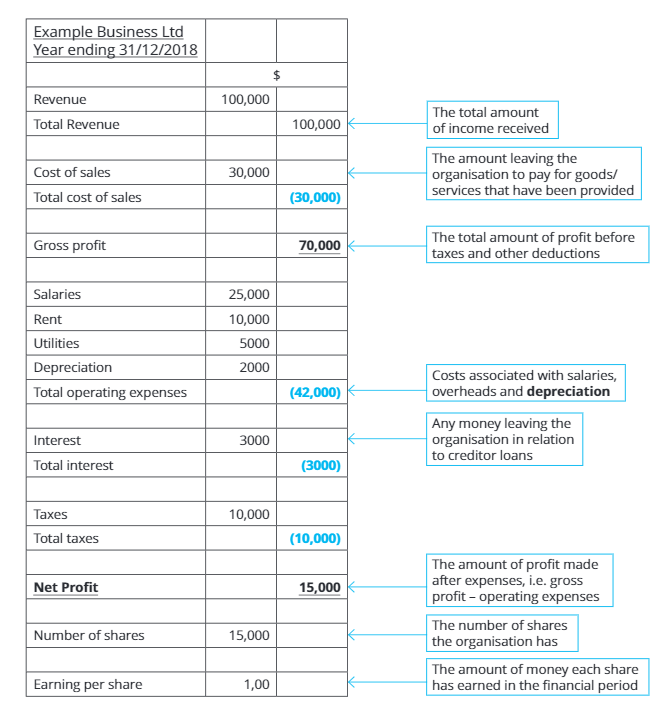 Example Business Ltd
Year ending 31/12/2018
$
Revenue 100,000
Total Revenue 100,000
The total amount
of income received
Cost of sales 30,000
The amount leaving the
organisation to pay for goods/
services that have been provided
Total cost of sales (30,000)
Gross profit 70,000
The total amount of profit before
taxes and other deductions
Salaries 25,000
Rent 10,000
Utilities 5000
Depreciation 2000
Total operating expenses (42,000)
Costs associated with salaries,
overheads and depreciation
Interest 3000
Any money leaving the
organisation in relation
to creditor loans
Total interest (3000)
Taxes 10,000
Total taxes (10,000)
Net Profit 15,000
The amount of profit made
after expenses, i.e. gross
profit – operating expenses
Number of shares 15,000
The number of shares
the organisation has
Earning per share 1,00
The amount of money each share
has earned in the financial period